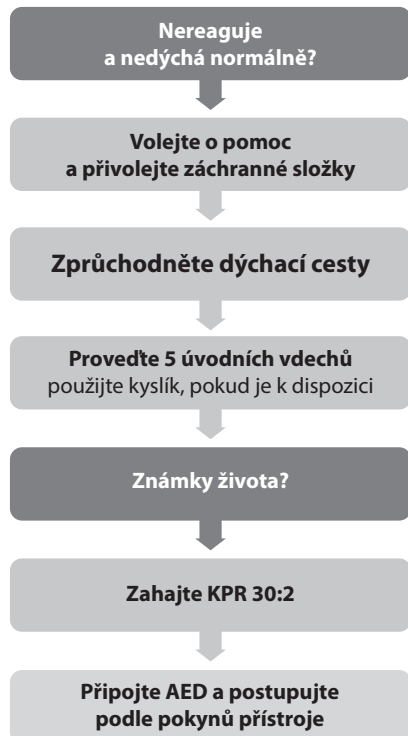 Nereaguje
a nedýchá normálně?
Volejte o pomoc
a přivolejte záchranné složky
Zprůchodněte dýchací cesty
Proveďte 5 úvodních vdechů
použijte kyslík, pokud je k dispozici
Známky života?
Zahajte KPR 30:2
Připojte AED a postupujte
podle pokynů přístroje